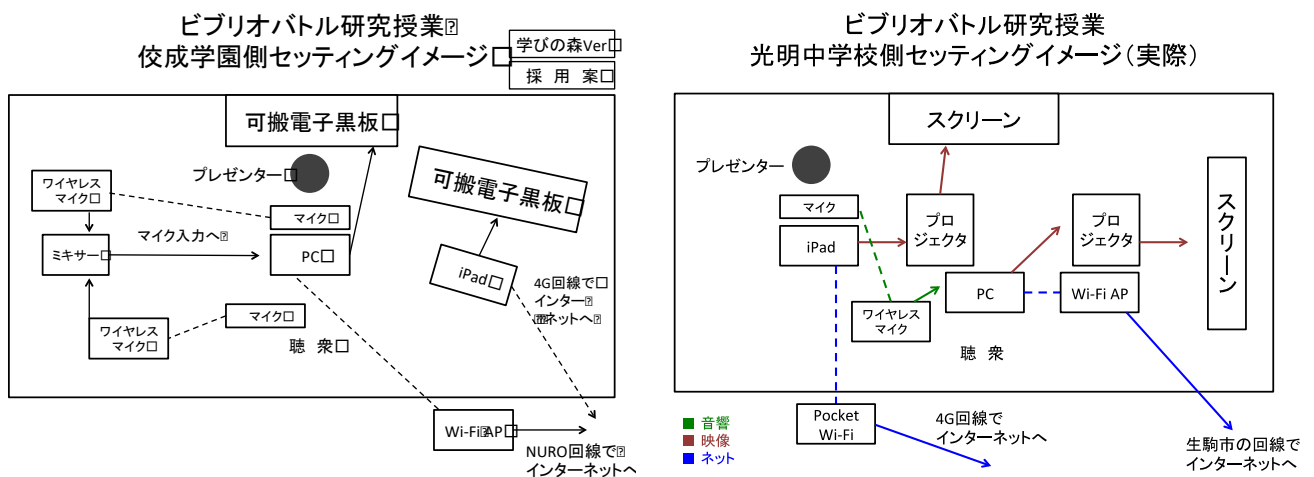 ビブリオバトル研究授業
佼成学園側セッティングイメージ
学びの森Ver
採 用 案
可搬電子黒板
プレゼンター
可搬電子黒板
ワイヤレス
マイク
マイク
マイク入力へ
ミキサー
PC
iPad
4G回線で
インター
ネットへ
マイク
ワイヤレス
マイク
聴 衆
Wi-Fi AP
NURO回線で
インターネットへ
ビブリオバトル研究授業
光明中学校側セッティングイメージ（実際）
スクリーン
プレゼンター
マイク
iPad
プロ
ジェクタ
プロ
ジェクタ
スクリーン
PC
Wi-Fi AP
ワイヤレス
マイク
聴 衆
Pocket
Wi-Fi
4G回線で
インターネットへ
音響
映像
ネット
生駒市の回線で
インターネットへ